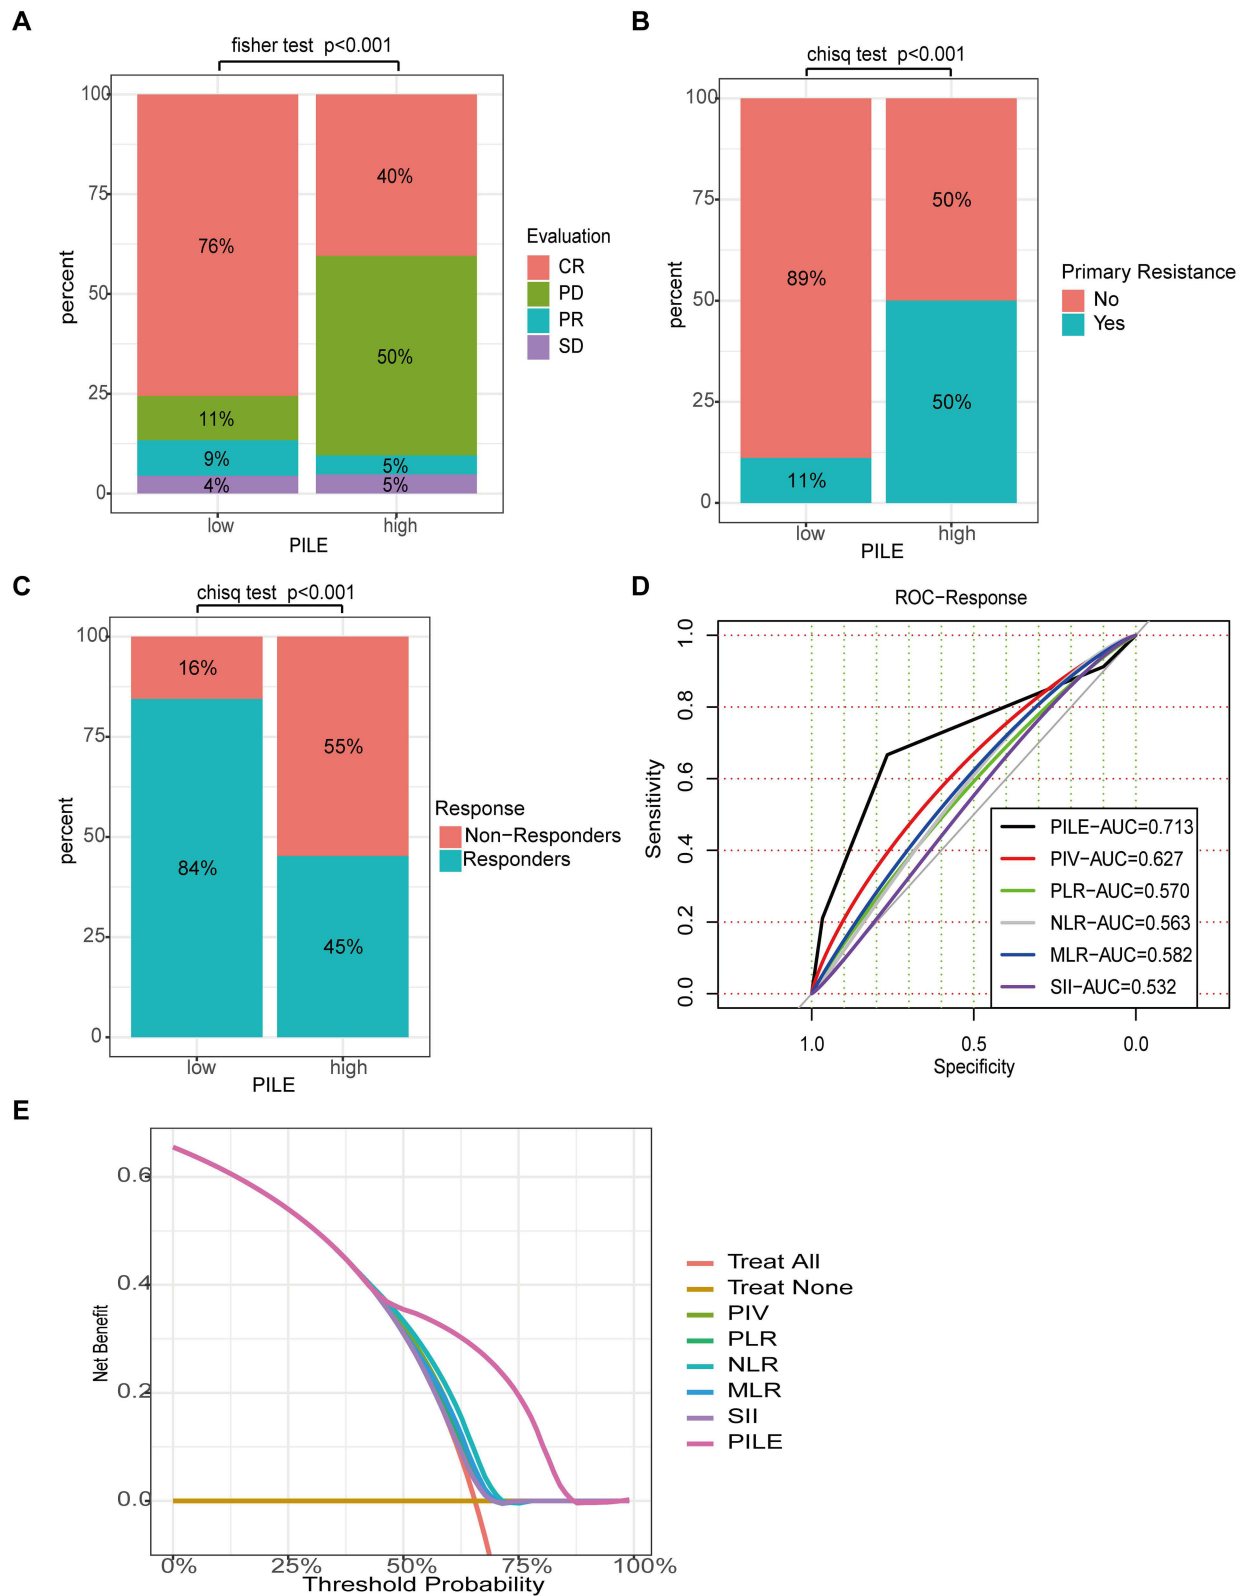 A
fisher test p<0.001
100
75
50
25
0
percent
76%
11%
9%
4%
40%
50%
5%
5%
low
high
PILE
Evaluation
CR
PD
PR
SD
B
chisq test p<0.001
100
75
50
25
0
percent
89%
11%
50%
50%
low
high
PILE
Primary Resistance
No
Yes
C
chisq test p<0.001
100
75
50
25
0
percent
16%
84%
55%
45%
low
high
PILE
Response
Non−Responders
Responders
D
ROC−Response
1.0
0.8
0.6
0.4
0.2
0.0
Sensitivity
PILE−AUC=0.713
PIV−AUC=0.627
PLR−AUC=0.570
NLR−AUC=0.563
MLR−AUC=0.582
SII−AUC=0.532
1.0
0.5
0.0
Specificity
E
0.6
0.4
0.2
0.0
Net Benefit
0%
25%
50%
75%
100%
Threshold Probability
Treat All
Treat None
PIV
PLR
NLR
MLR
SII
PILE